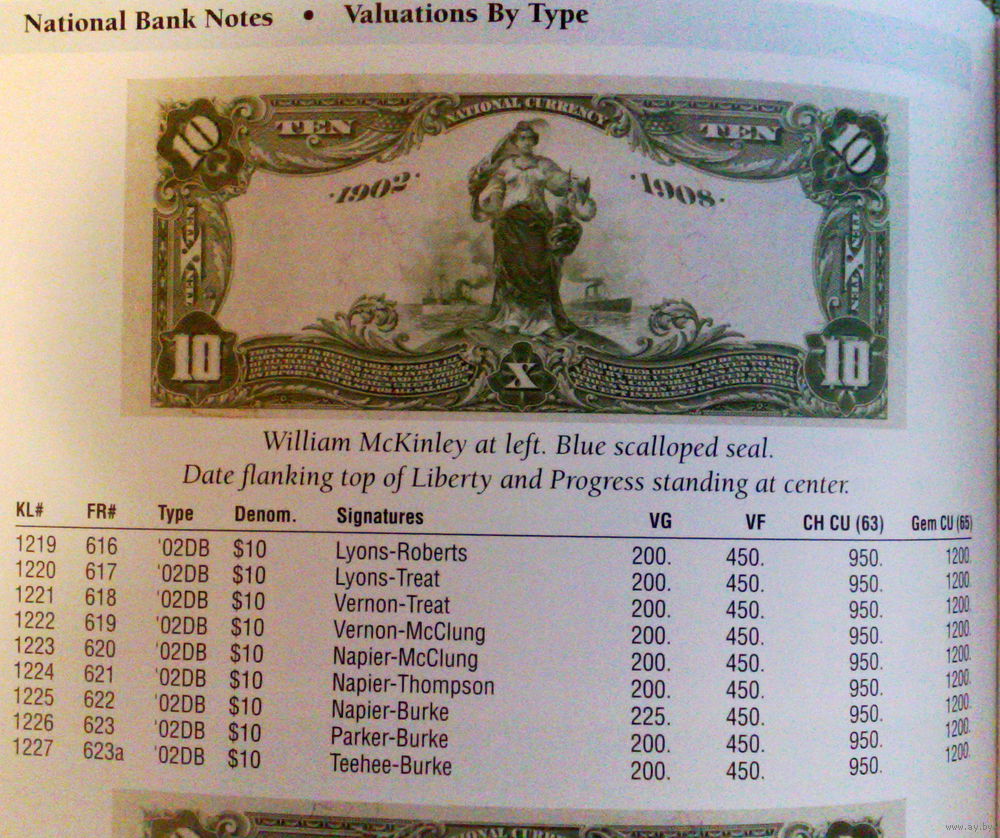 National Bank Notes • Valuations By Type
NATIONAL CURRENCY
10 TEN TEN 10
·1902· ·1908·
TEN X TEN TEN X TEN
10 X 10
William McKinley at left. Blue scalloped seal.
Date flanking top of Liberty and Progress standing at center.
KL# FR# Type Denom. Signatures VG VF CH CU (63) Gem CU (65)
1219 616 '02DB $10 Lyons-Roberts 200. 450. 950. 1200.
1220 617 '02DB $10 Lyons-Treat 200. 450. 950. 1200.
1221 618 '02DB $10 Vernon-Treat 200. 450. 950. 1200.
1222 619 '02DB $10 Vernon-McClung 200. 450. 950. 1200.
1223 620 '02DB $10 Napier-McClung 200. 450. 950. 1200.
1224 621 '02DB $10 Napier-Thompson 200. 450. 950. 1200.
1225 622 '02DB $10 Napier-Burke 225. 450. 950. 1200.
1226 623 '02DB $10 Parker-Burke 200. 450. 950. 1200.
1227 623a '02DB $10 Teehee-Burke 200. 450. 950. 1200.
www.ay.by